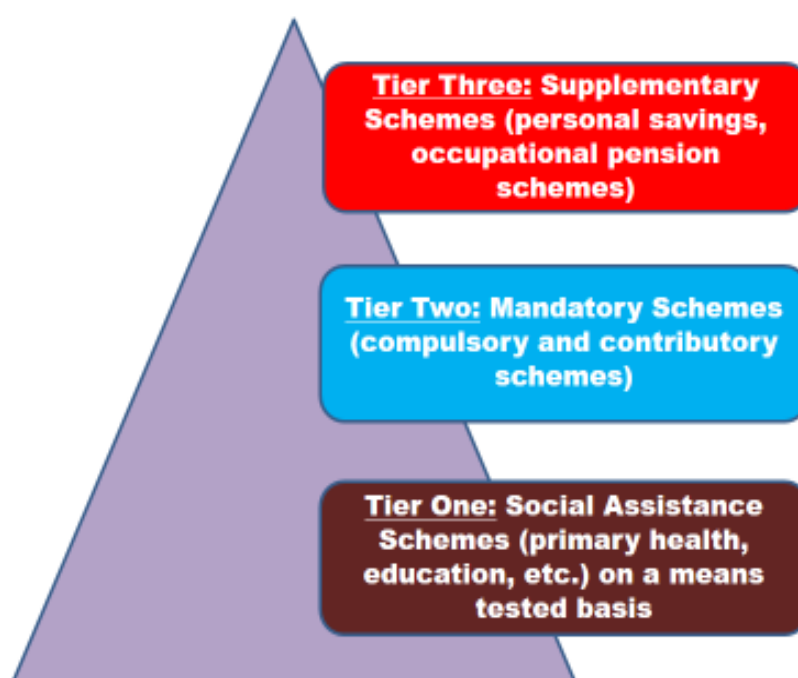 Tier Three: Supplementary
Schemes (personal savings,
occupational pension
schemes)
Tier Two: Mandatory Schemes
(compulsory and contributory
schemes)
Tier One: Social Assistance
Schemes (primary health,
education, etc.) on a means
tested basis